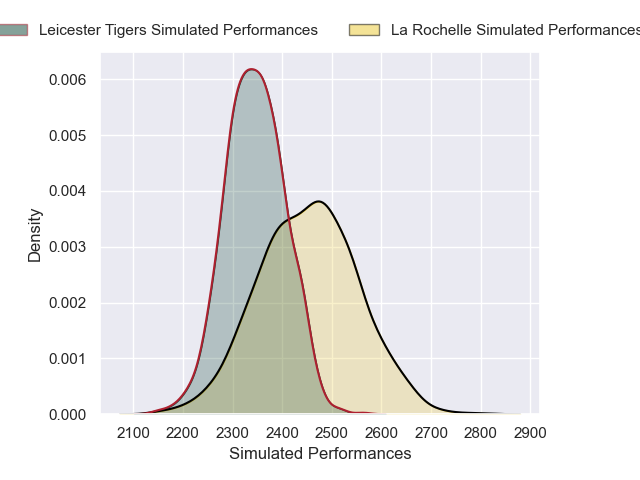 Leicester Tigers Simulated Performances La Rochelle Simulated Performances
0.006
0.005
0.004
0.003
0.002
0.001
0.000
Density
2100 2200 2300 2400 2500 2600 2700 2800 2900
Simulated Performances